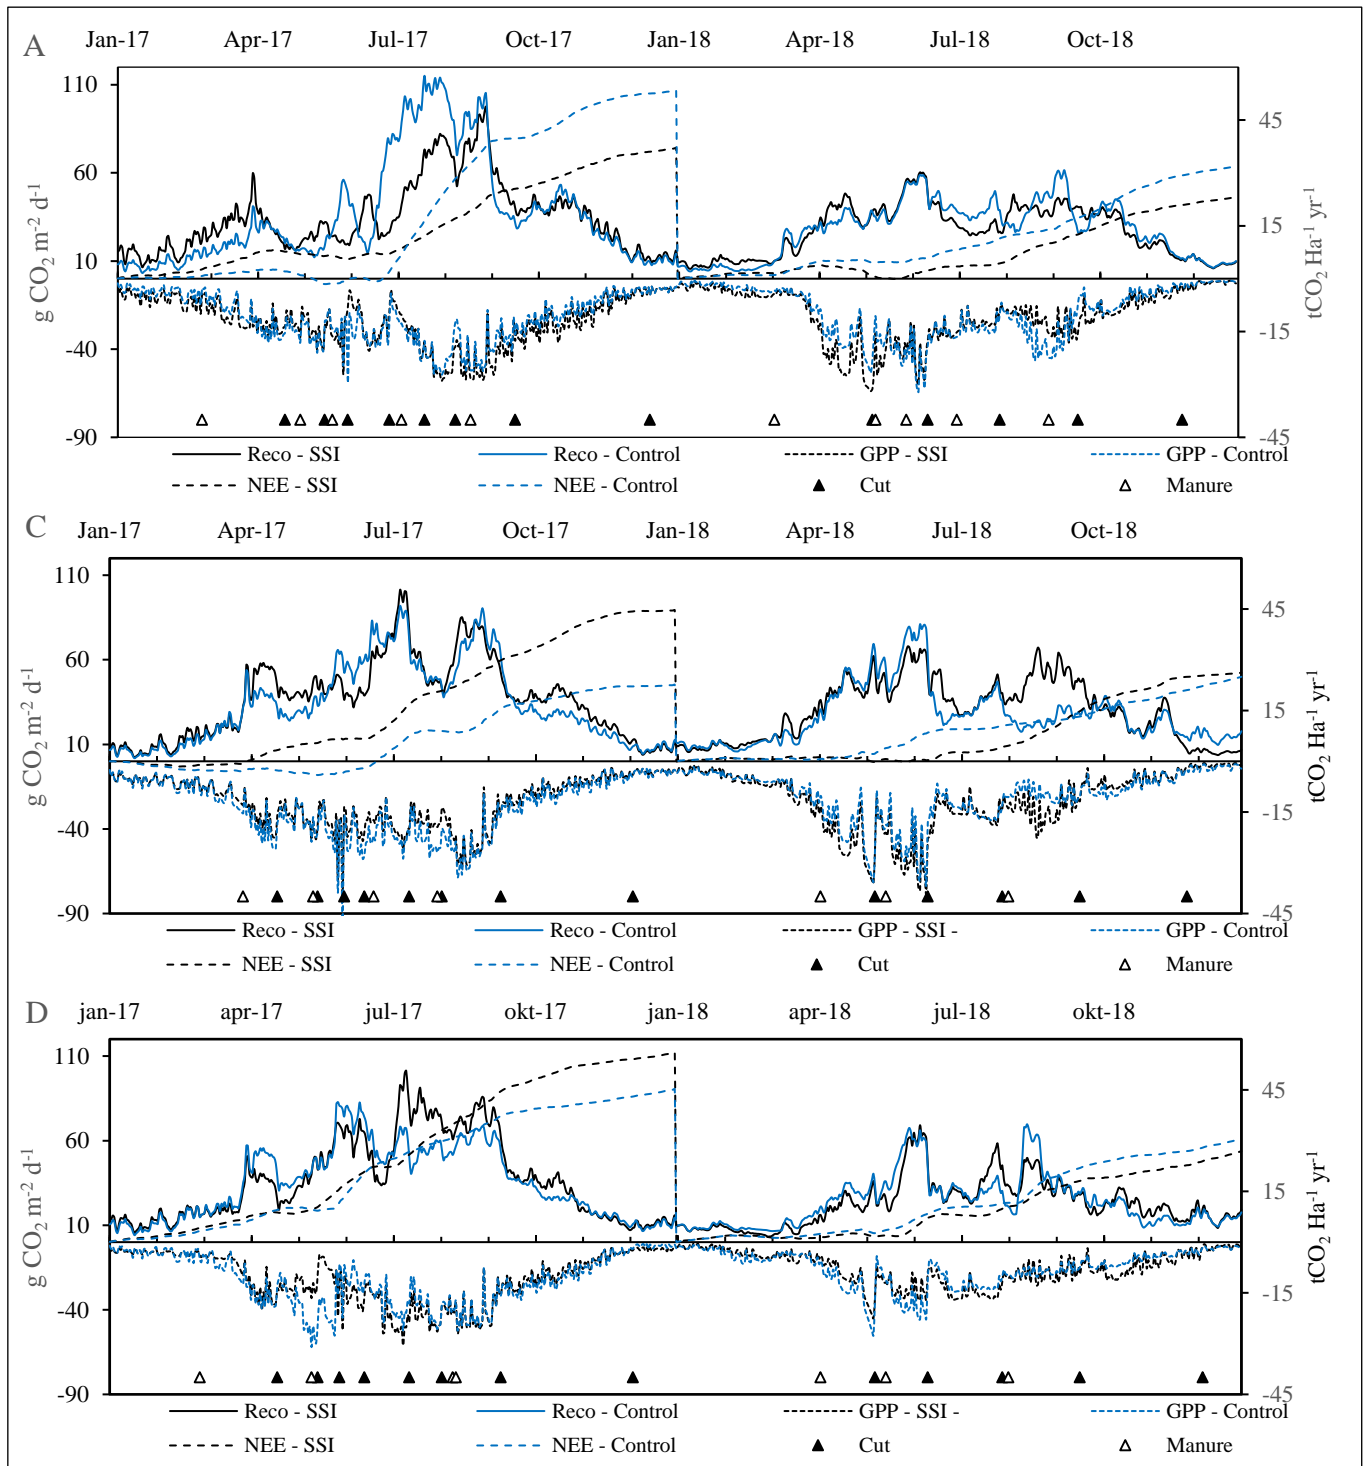 A
Jan-17 Apr-17 Jul-17 Oct-17 Jan-18 Apr-18 Jul-18 Oct-18
110
60
10
-40
-90
g CO₂ m⁻² d⁻¹
45
15
-15
-45
tCO₂ Ha⁻¹ yr⁻¹
Reco - SSI Reco - Control GPP - SSI GPP - Control
NEE - SSI NEE - Control Cut Manure
C
Jan-17 Apr-17 Jul-17 Oct-17 Jan-18 Apr-18 Jul-18 Oct-18
110
60
10
-40
-90
g CO₂ m⁻² d⁻¹
45
15
-15
-45
tCO₂ Ha⁻¹ yr⁻¹
Reco - SSI Reco - Control GPP - SSI - GPP - Control
NEE - SSI NEE - Control Cut Manure
D
jan-17 apr-17 jul-17 okt-17 jan-18 apr-18 jul-18 okt-18
110
60
10
-40
-90
g CO₂ m⁻² d⁻¹
45
15
-15
-45
tCO₂ Ha⁻¹ yr⁻¹
Reco - SSI Reco - Control GPP - SSI - GPP - Control
NEE - SSI NEE - Control Cut Manure